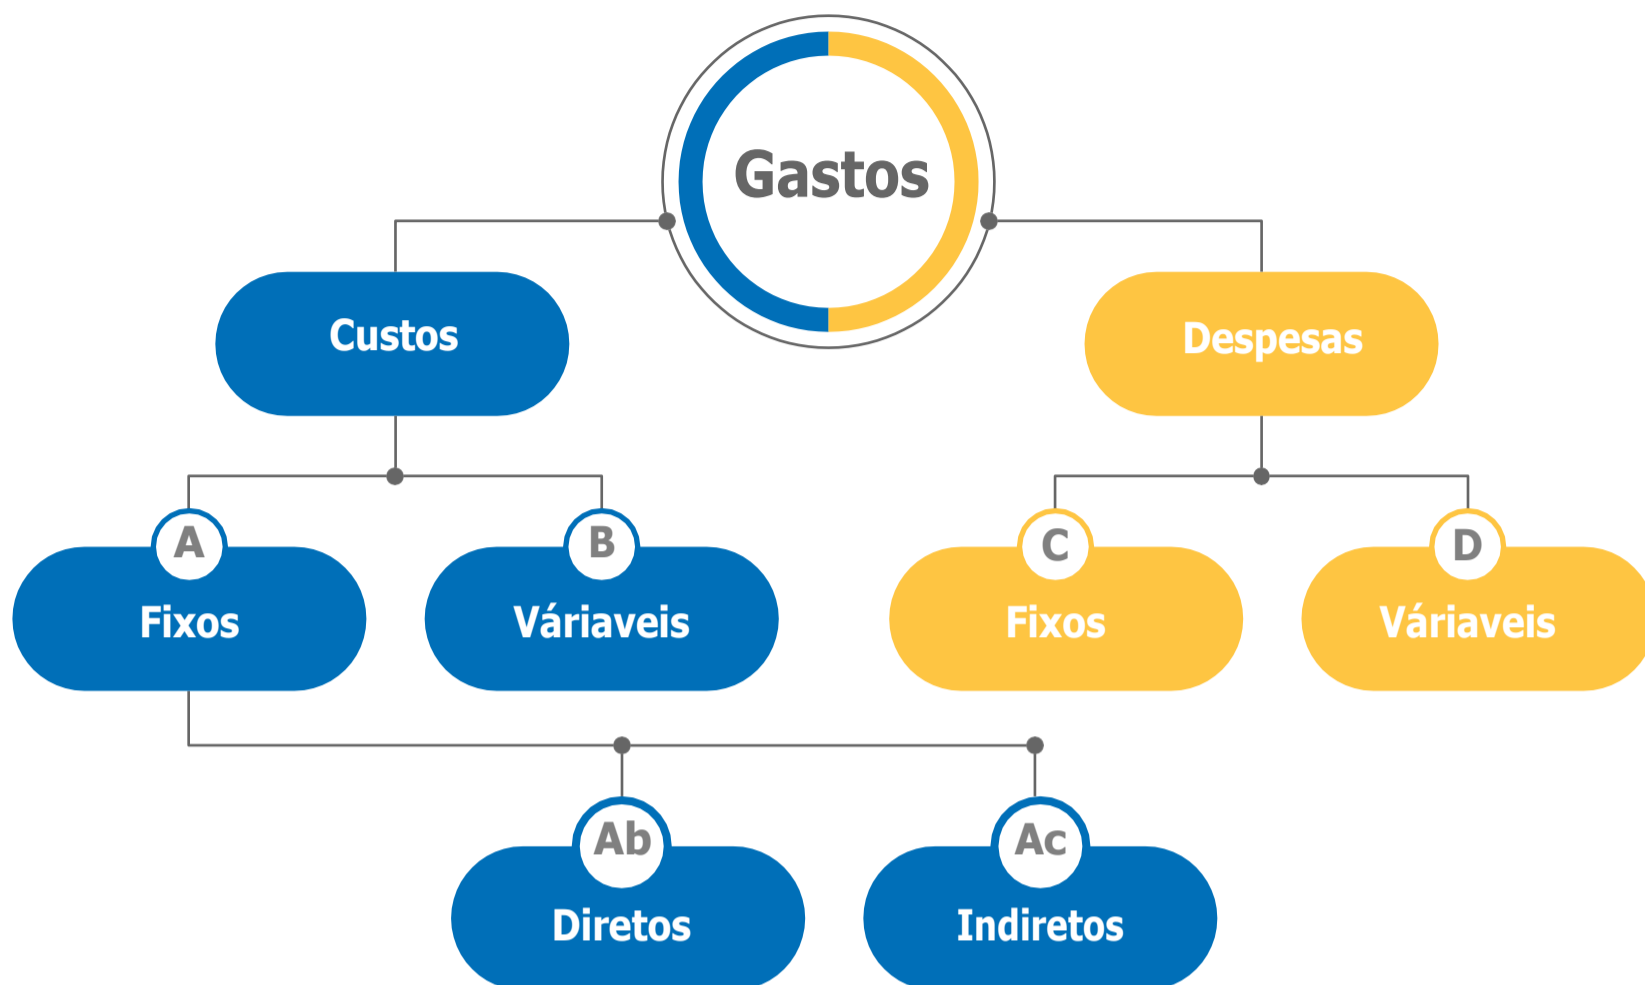 Gastos
Custos
Despesas
A
Fixos
B
Váriaveis
C
Fixos
D
Váriaveis
Ab
Diretos
Ac
Indiretos